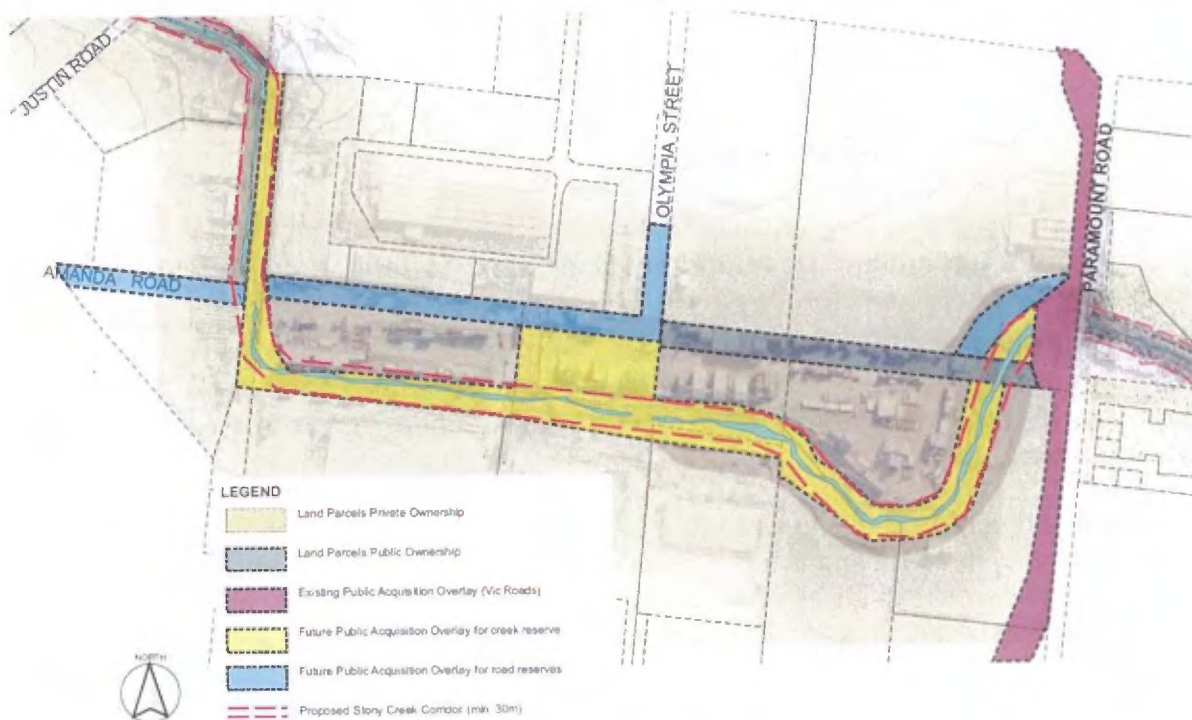 JUSTIN ROAD
OLYMPIA STREET
PARAMOUNT ROAD
AMANDA ROAD
LEGEND
Land Parcels Private Ownership
Land Parcels Public Ownership
Existing Public Acquisition Overlay (Vic Roads)
Future Public Acquisition Overlay for creek reserve
Future Public Acquisition Overlay for road reserves
Proposed Stony Creek Corridor (min. 30m)
NORTH